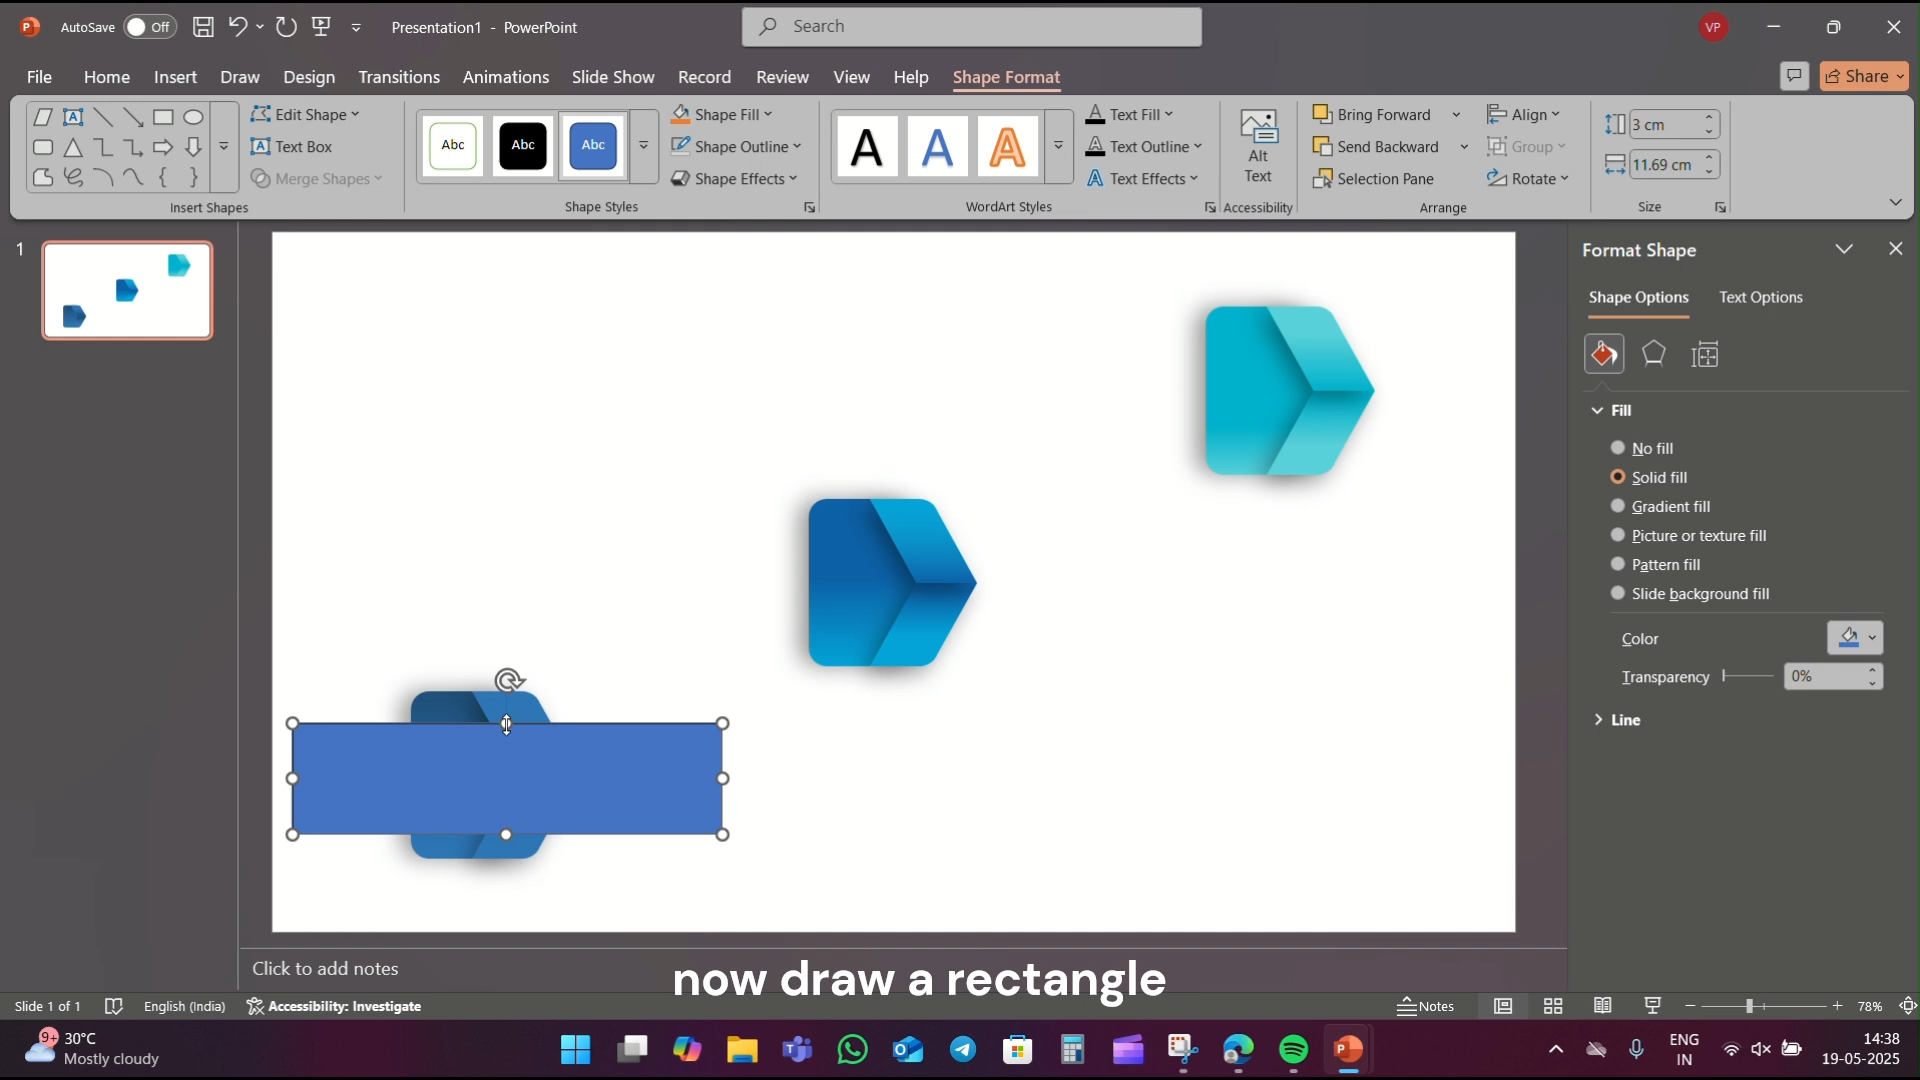 AutoSave Off Presentation1 - PowerPoint Search VP
File Home Insert Draw Design Transitions Animations Slide Show Record Review View Help Shape Format Share
Edit Shape
Text Box
Merge Shapes
Insert Shapes
Abc Abc Abc
Shape Fill
Shape Outline
Shape Effects
Shape Styles
A A A
WordArt Styles
Text Fill
Text Outline
Text Effects
Alt
Text
Accessibility
Bring Forward
Send Backward
Selection Pane
Align
Group
Rotate
Arrange
3 cm
11.69 cm
Size
1
Format Shape
Shape Options Text Options
Fill
No fill
Solid fill
Gradient fill
Picture or texture fill
Pattern fill
Slide background fill
Color
Transparency 0%
Line
Click to add notes
now draw a rectangle
Slide 1 of 1 English (India) Accessibility: Investigate Notes 78%
9+ 30°C
Mostly cloudy
ENG
IN
14:38
19-05-2025